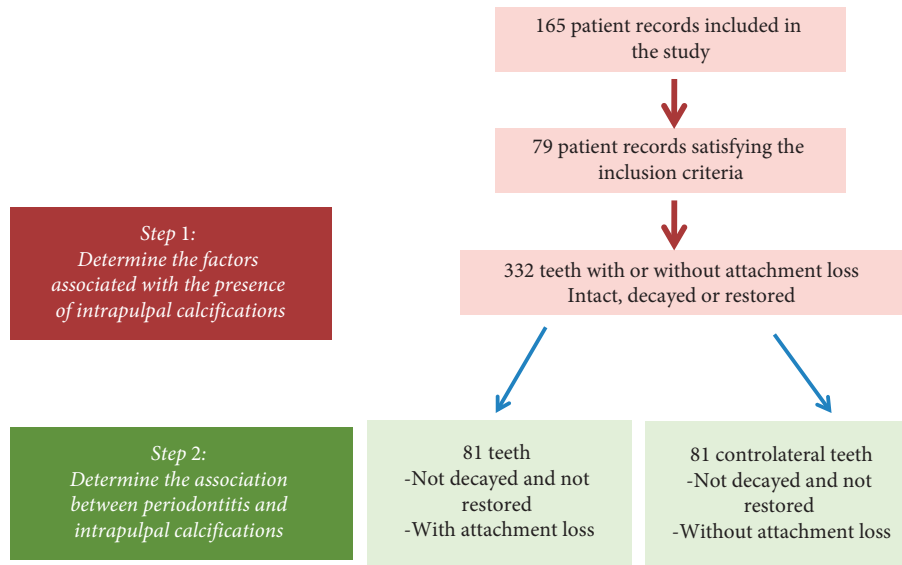 165 patient records included in
the study
79 patient records satisfying the
inclusion criteria
Step 1:
Determine the factors
associated with the presence
of intrapulpal calcifications
332 teeth with or without attachment loss
Intact, decayed or restored
Step 2:
Determine the association
between periodontitis and
intrapulpal calcifications
81 teeth
-Not decayed and not
restored
-With attachment loss
81 controlateral teeth
-Not decayed and not
restored
-Without attachment loss